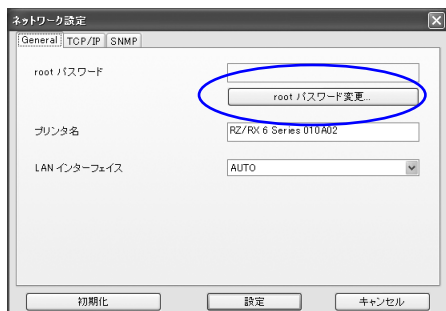 ネットワーク設定
General TCP/IP SNMP
root パスワード
root パスワード変更...
プリンタ名
RZ/RX 6 Series 010A02
LAN インターフェイス
AUTO
初期化
設定
キャンセル